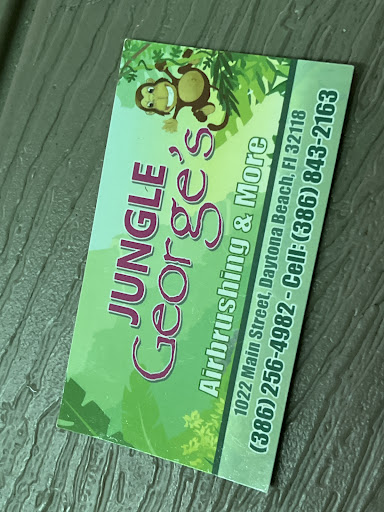 JUNGLE
George's
Airbrushing & More
1022 Main Street, Daytona Beach, Fl 32118
(386) 256-4982 - Cell: (386) 843-2163